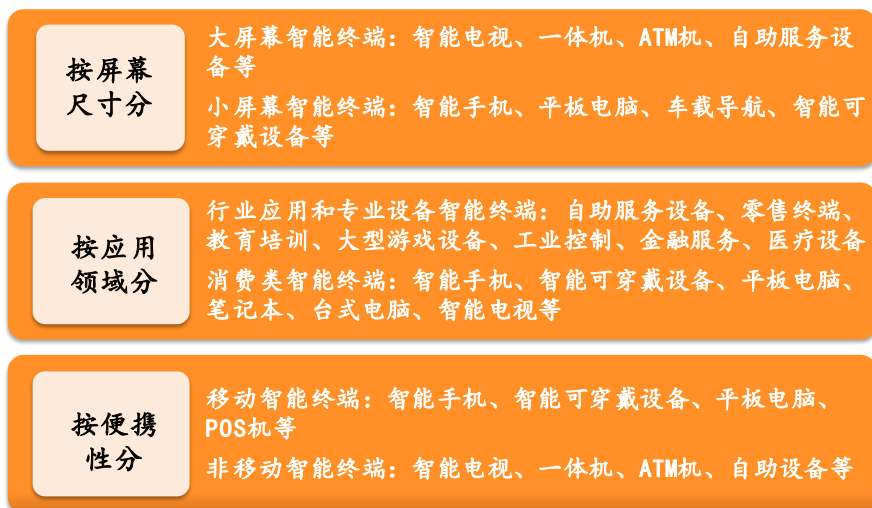 按屏幕
尺寸分
大屏幕智能终端：智能电视、一体机、ATM机、自助服务设
备等
小屏幕智能终端：智能手机、平板电脑、车载导航、智能可
穿戴设备等
按应用
领域分
行业应用和专业设备智能终端：自助服务设备、零售终端、
教育培训、大型游戏设备、工业控制、金融服务、医疗设备
消费类智能终端：智能手机、智能可穿戴设备、平板电脑、
笔记本、台式电脑、智能电视等
按便携
性分
移动智能终端：智能手机、智能可穿戴设备、平板电脑、
POS机等
非移动智能终端：智能电视、一体机、ATM机、自助设备等